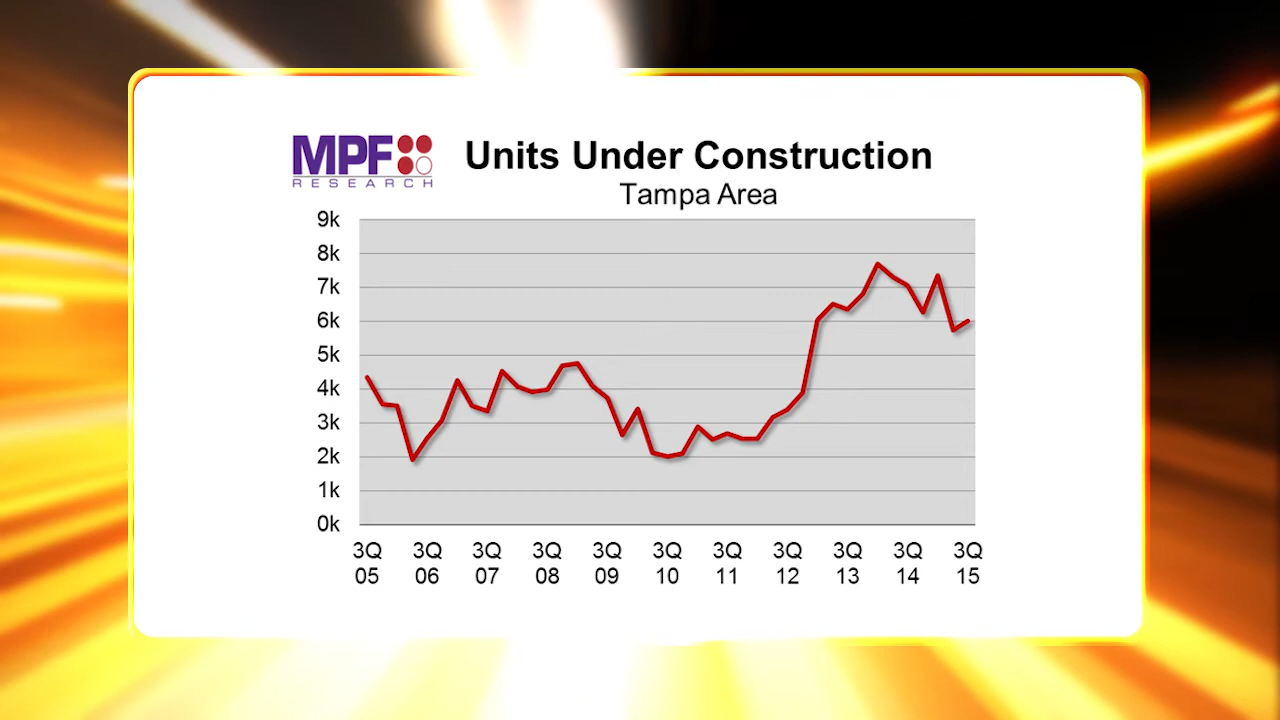 MPF
RESEARCH
Units Under Construction
Tampa Area
9k
8k
7k
6k
5k
4k
3k
2k
1k
0k
3Q 3Q 3Q 3Q 3Q 3Q 3Q 3Q 3Q 3Q 3Q
05 06 07 08 09 10 11 12 13 14 15